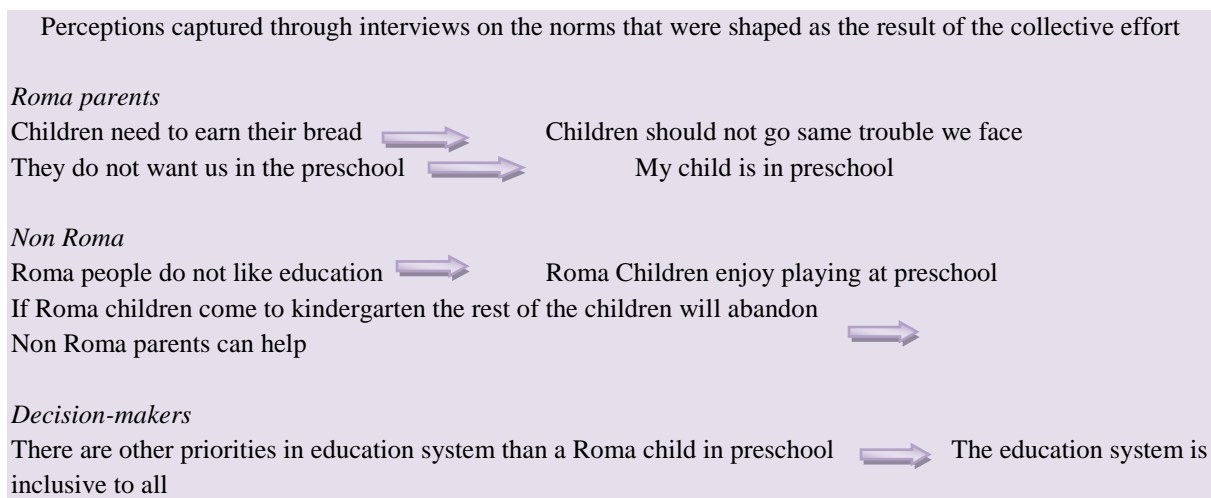 Perceptions captured through interviews on the norms that were shaped as the result of the collective effort
Roma parents
Children need to earn their bread Children should not go same trouble we face
They do not want us in the preschool My child is in preschool
Non Roma
Roma people do not like education Roma Children enjoy playing at preschool
If Roma children come to kindergarten the rest of the children will abandon
Non Roma parents can help
Decision-makers
There are other priorities in education system than a Roma child in preschool The education system is
inclusive to all